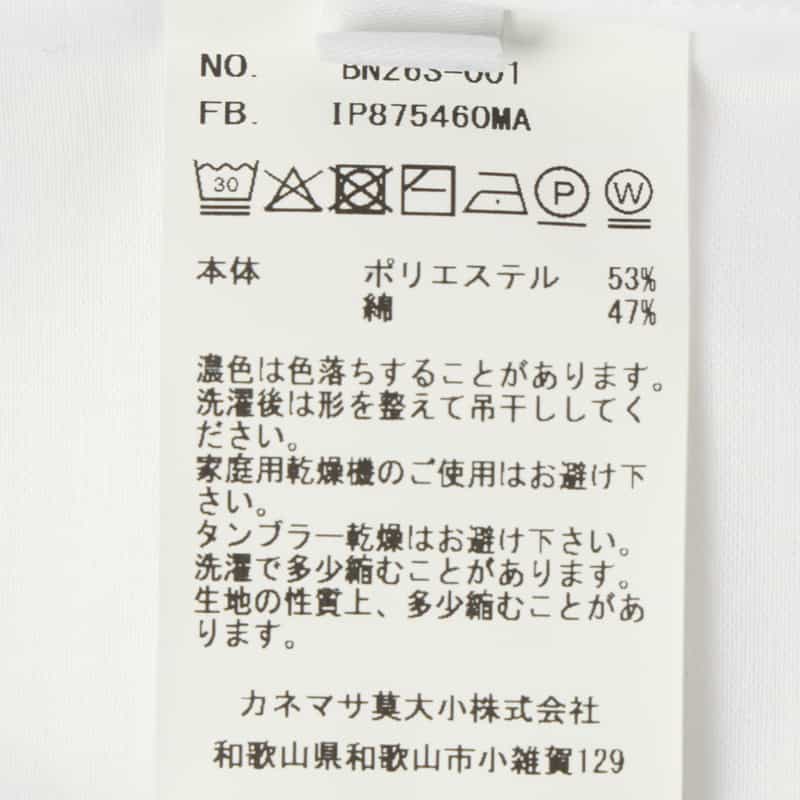 NO. BN26S-001
FB. IP875460MA
30 P W
本体 ポリエステル 53%
綿 47%
濃色は色落ちすることがあります。
洗濯後は形を整えて吊干ししてく
ださい。
家庭用乾燥機のご使用はお避け下
さい。
タンブラー乾燥はお避け下さい。
洗濯で多少縮むことがあります。
生地の性質上、多少縮むことがあ
ります。
カネマサ莫大小株式会社
和歌山県和歌山市小雑賀129